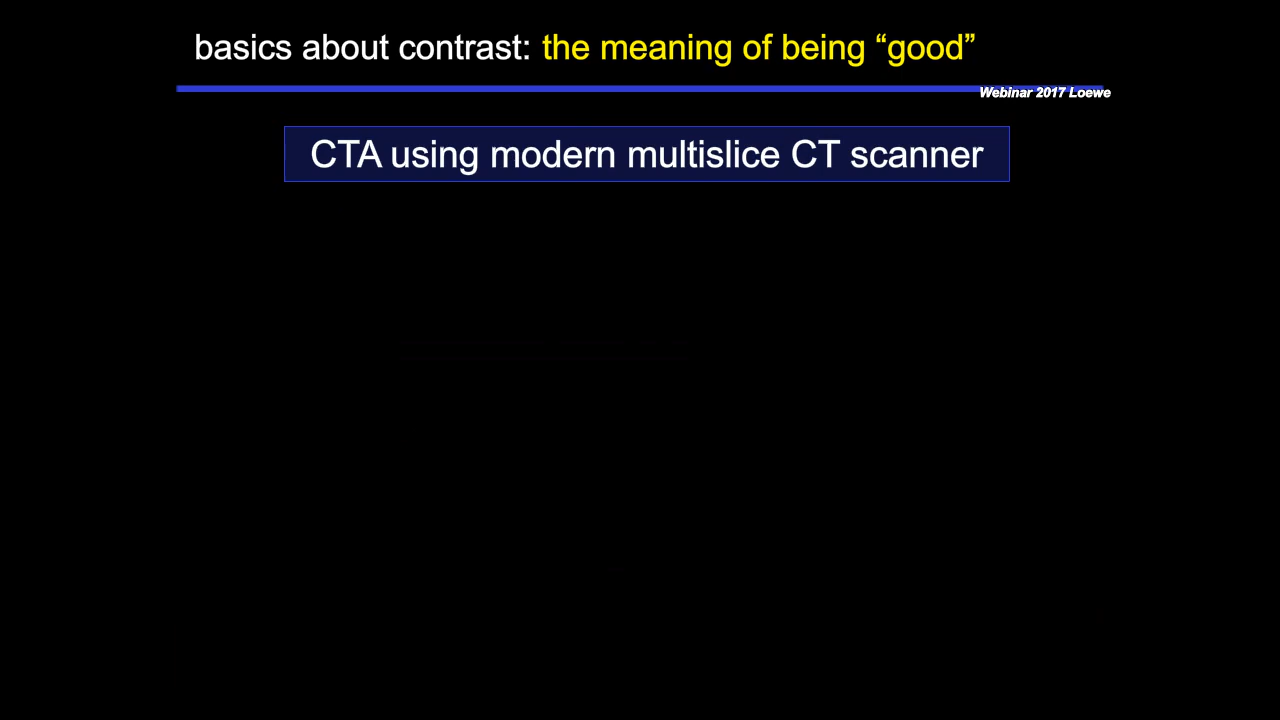 basics about contrast: the meaning of being “good”
Webinar 2017 Loewe
CTA using modern multislice CT scanner